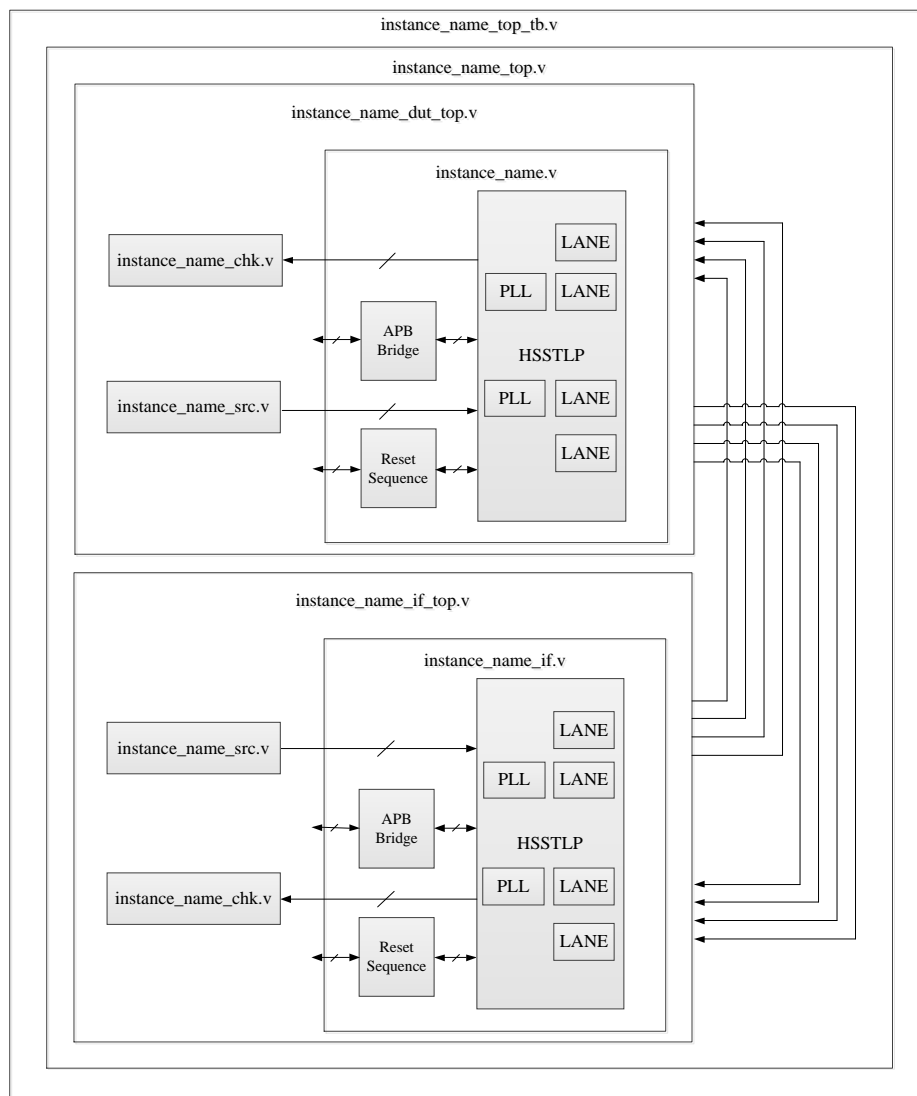 instance_name_top_tb.v
instance_name_top.v
instance_name_dut_top.v
instance_name.v
LANE
instance_name_chk.v
PLL
LANE
APB
Bridge
HSSTLP
instance_name_src.v
PLL
LANE
Reset
Sequence
LANE
instance_name_if_top.v
instance_name_if.v
LANE
instance_name_src.v
PLL
LANE
APB
Bridge
HSSTLP
instance_name_chk.v
PLL
LANE
Reset
Sequence
LANE